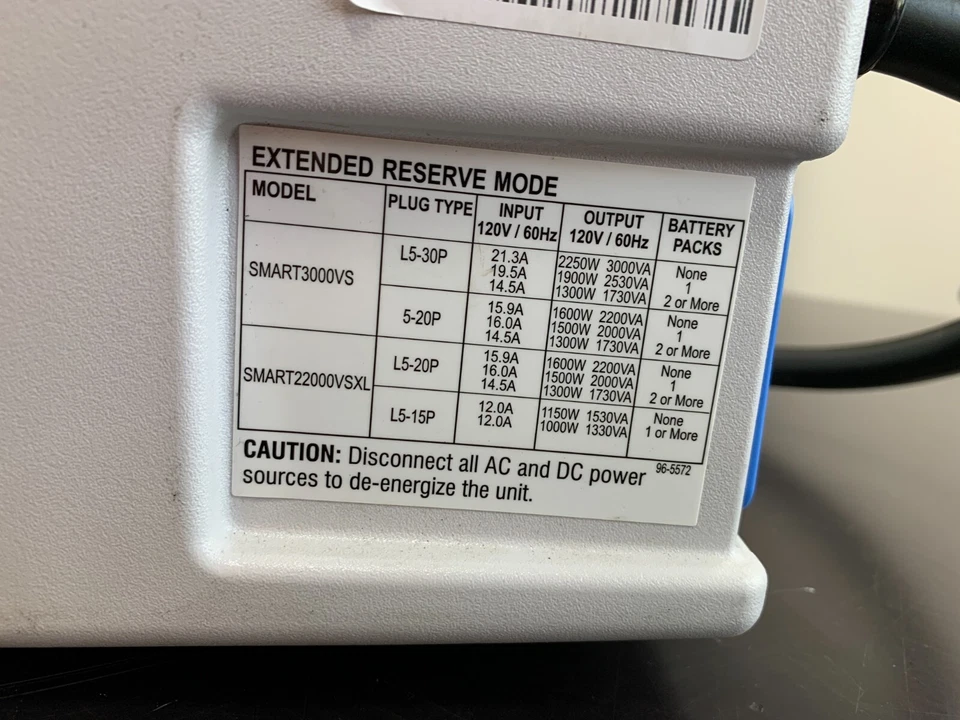 EXTENDED RESERVE MODE
MODEL PLUG TYPE INPUT 120V / 60Hz OUTPUT 120V / 60Hz BATTERY PACKS
SMART3000VS L5-30P 21.3A 2250W 3000VA None
19.5A 1900W 2530VA 1
14.5A 1300W 1730VA 2 or More
5-20P 15.9A 1600W 2200VA None
16.0A 1500W 2000VA 1
14.5A 1300W 1730VA 2 or More
SMART22000VSXL L5-20P 15.9A 1600W 2200VA None
16.0A 1500W 2000VA 1
14.5A 1300W 1730VA 2 or More
L5-15P 12.0A 1150W 1530VA None
12.0A 1000W 1330VA 1 or More
CAUTION: Disconnect all AC and DC power
sources to de-energize the unit.
96-5572